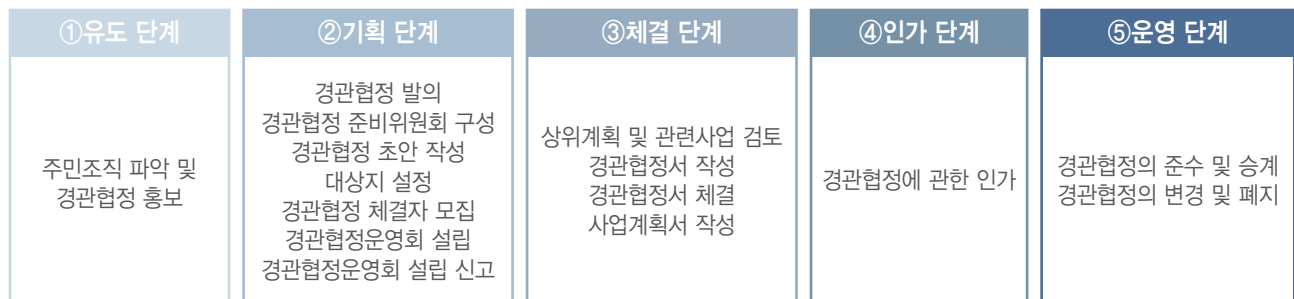 ①유도 단계
주민조직 파악 및
경관협정 홍보
②기획 단계
경관협정 발의
경관협정 준비위원회 구성
경관협정 초안 작성
대상지 설정
경관협정 체결자 모집
경관협정운영회 설립
경관협정운영회 설립 신고
③체결 단계
상위계획 및 관련사업 검토
경관협정서 작성
경관협정서 체결
사업계획서 작성
④인가 단계
경관협정에 관한 인가
⑤운영 단계
경관협정의 준수 및 승계
경관협정의 변경 및 폐지